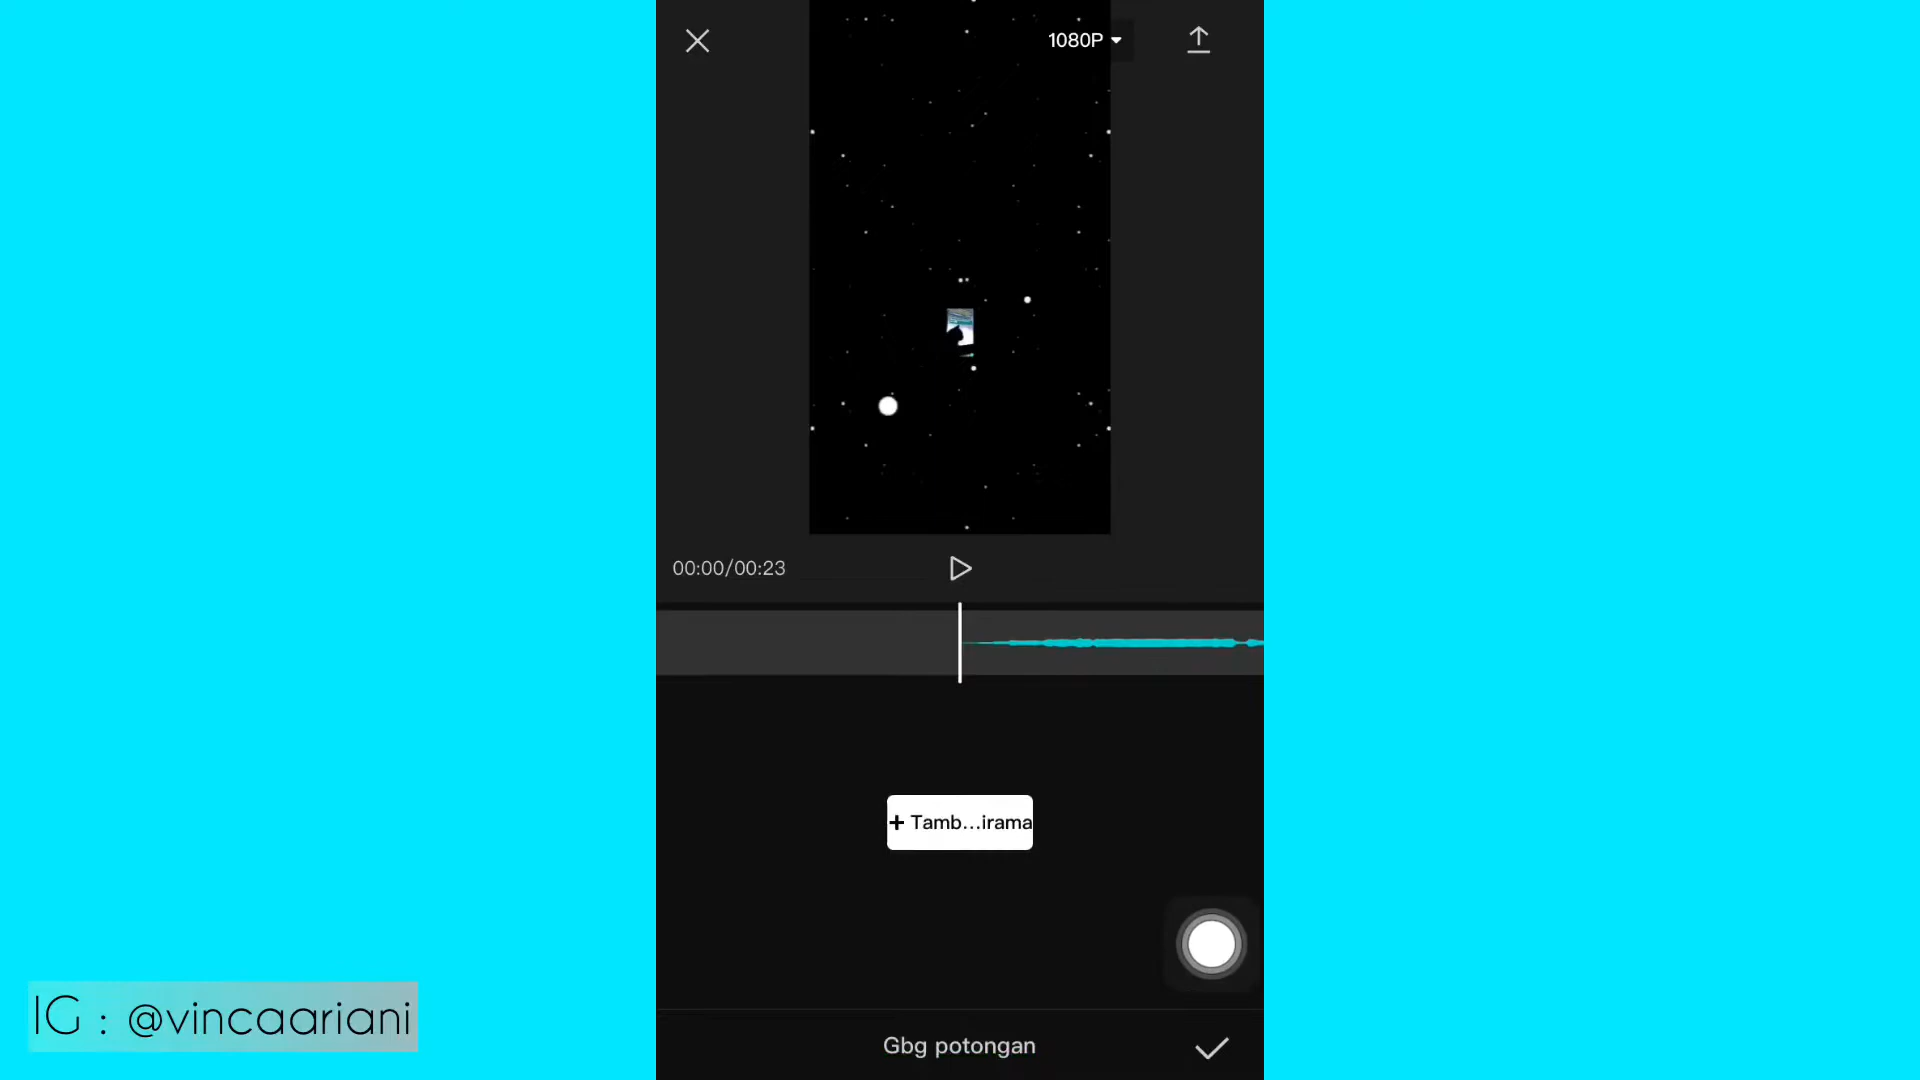 1080P
00:00/00:23
+ Tamb...irama
IG : @vincaariani
Gbg potongan